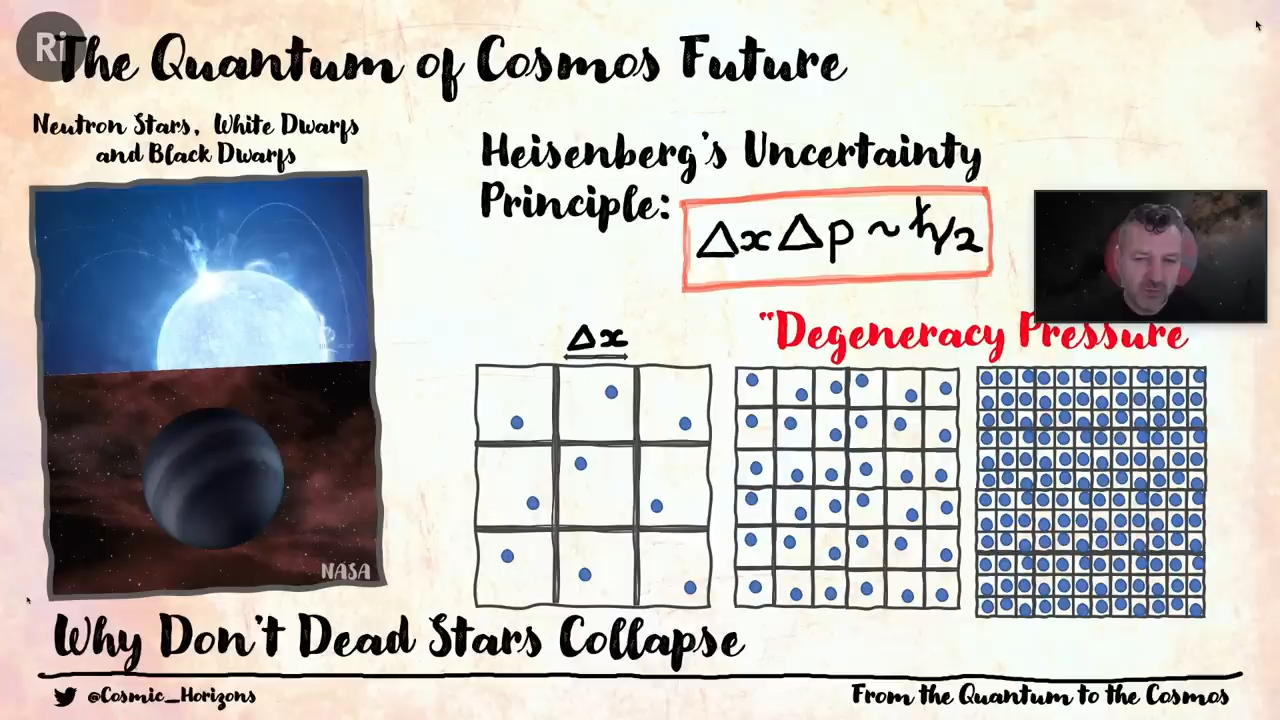 Ri
The Quantum of Cosmos Future
Neutron Stars, White Dwarfs
and Black Dwarfs
Heisenberg's Uncertainty
Principle:
Δx Δp ~ ħ/2
"Degeneracy Pressure
Δx
NASA
Why Don't Dead Stars Collapse
@Cosmic_Horizons
From the Quantum to the Cosmos